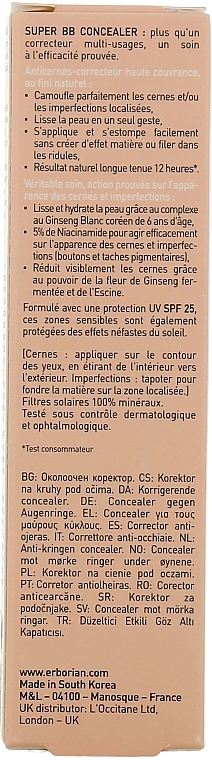 SUPER BB CONCEALER : plus qu'un
correcteur multi-usages, un soin
à l'efficacité prouvée.
Anticernes-correcteur haute couvrance,
au fini naturel :
• Camoufle parfaitement les cernes et/ou
les imperfections localisées,
• Lisse la peau en un seul geste,
• S'applique et s'estompe facilement
sans créer d'effet matière ou filer dans
les ridules,
• Résultat naturel longue tenue 12 heures*.
Véritable soin, action prouvée sur l'appa-
rence des cernes et imperfections :
• Lisse et hydrate la peau grâce au complexe
au Ginseng Blanc coréen de 6 ans d'âge,
• 5% de Niacinamide pour agir efficacement
sur l'apparence des cernes et imperfec-
tions (boutons et taches pigmentaires),
• Réduit visiblement les cernes grâce
au pouvoir de la fleur de Ginseng fer-
mentée et de l'Escine.
Formulé avec une protection UV SPF 25,
ces zones sensibles sont également
protégées des effets néfastes du soleil.
[Cernes : appliquer sur le contour
des yeux, en étirant de l'intérieur vers
l'extérieur. Imperfections : tapoter pour
fondre la matière sur la zone localisée.]
Filtres solaires 100% minéraux.
Testé sous contrôle dermatologique
et ophtalmologique.
*Test consommateur
BG: Околоочен коректор. CS: Korektor
na kruhy pod očima. DA: Korrigerende
concealer. DE: Concealer gegen
Augenringe. EL: Concealer για τους
μαύρους κύκλους. ES: Corrector anti-
ojeras. IT: Correttore anti-occhiaie. NL:
Anti-kringen concealer. NO: Concealer
mot mørke ringer under øynene.
PL: Korektor na cienie pod oczami.
PT: Corretor antiolheiras. RO: Corector
anticearcăne. SR: Korektor za
podočnjake. SV: Concealer mot mörka
ringar. TR: Düzeltici Etkili Göz Altı
Kapatıcısı.
www.erborian.com
Made in South Korea
M&L – 04100 – Manosque – France
UK distributor: L'Occitane Ltd,
London – UK